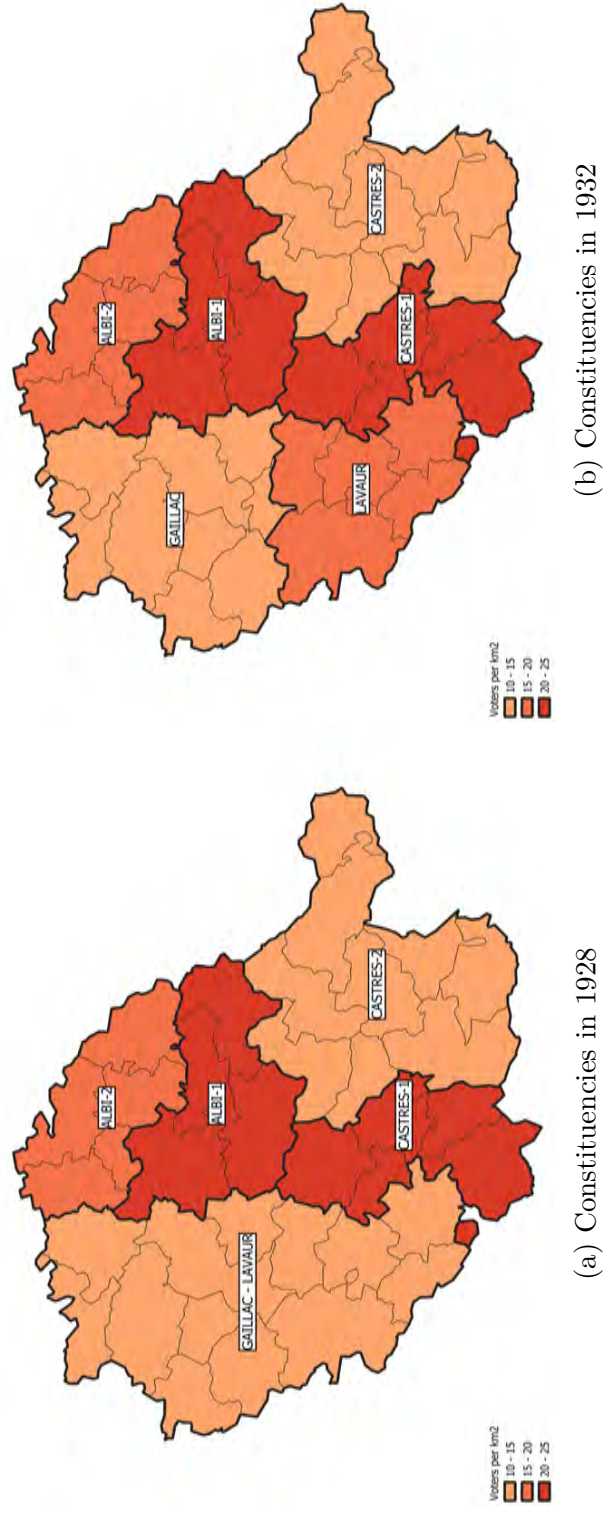 ALBI-2
ALBI-1
GAILLAC - LAVAUR
CASTRES-2
CASTRES-1
Voters per km2
10 - 15
15 - 20
20 - 25
(a) Constituencies in 1928
ALBI-2
GAILLAC
ALBI-1
CASTRES-2
LAVAUR
CASTRES-1
Voters per km2
10 - 15
15 - 20
20 - 25
(b) Constituencies in 1932